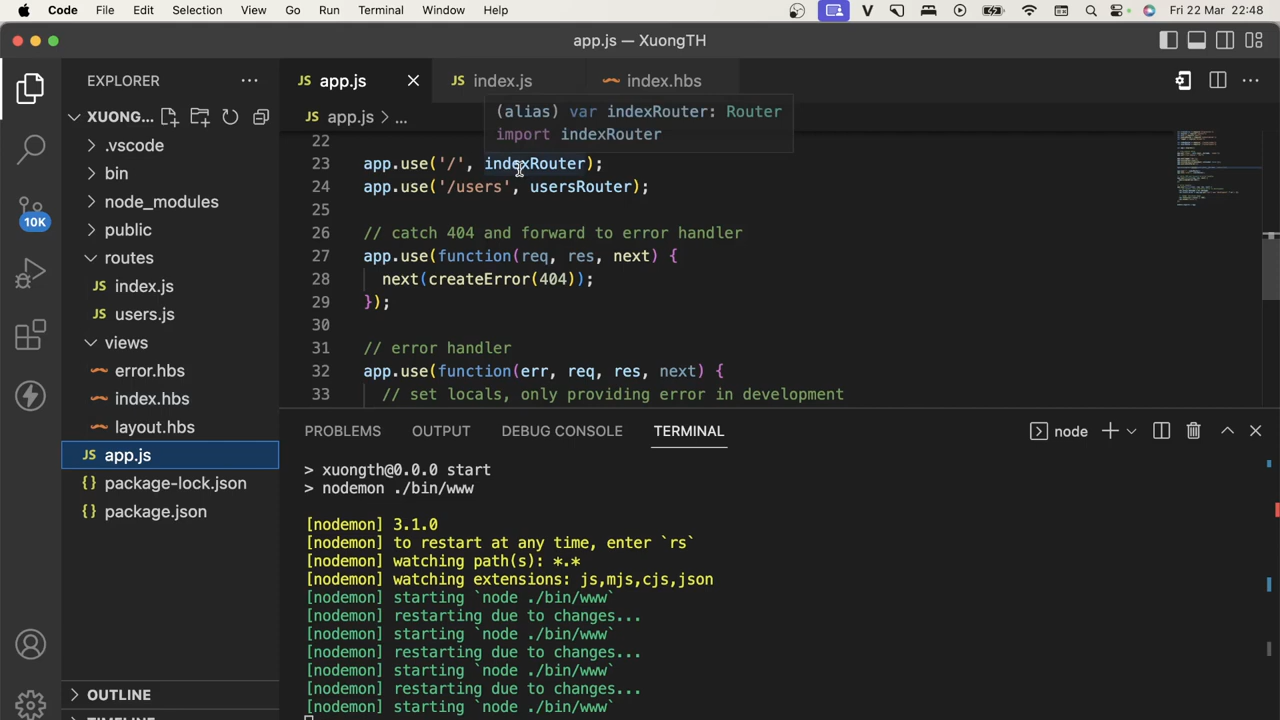 Code File Edit Selection View Go Run Terminal Window Help Fri 22 Mar 22:48
app.js — XuongTH
EXPLORER
XUONG...
.vscode
bin
node_modules
public
routes
JS index.js
JS users.js
views
error.hbs
index.hbs
layout.hbs
JS app.js
{} package-lock.json
{} package.json
OUTLINE
10K
JS app.js JS index.js index.hbs
JS app.js > ...
(alias) var indexRouter: Router
import indexRouter
22
23 app.use('/', indexRouter);
24 app.use('/users', usersRouter);
25
26 // catch 404 and forward to error handler
27 app.use(function(req, res, next) {
28 next(createError(404));
29 });
30
31 // error handler
32 app.use(function(err, req, res, next) {
33 // set locals, only providing error in development
PROBLEMS OUTPUT DEBUG CONSOLE TERMINAL node
> xuongth@0.0.0 start
> nodemon ./bin/www
[nodemon] 3.1.0
[nodemon] to restart at any time, enter `rs`
[nodemon] watching path(s): *.*
[nodemon] watching extensions: js,mjs,cjs,json
[nodemon] starting `node ./bin/www`
[nodemon] restarting due to changes...
[nodemon] starting `node ./bin/www`
[nodemon] restarting due to changes...
[nodemon] starting `node ./bin/www`
[nodemon] restarting due to changes...
[nodemon] starting `node ./bin/www`